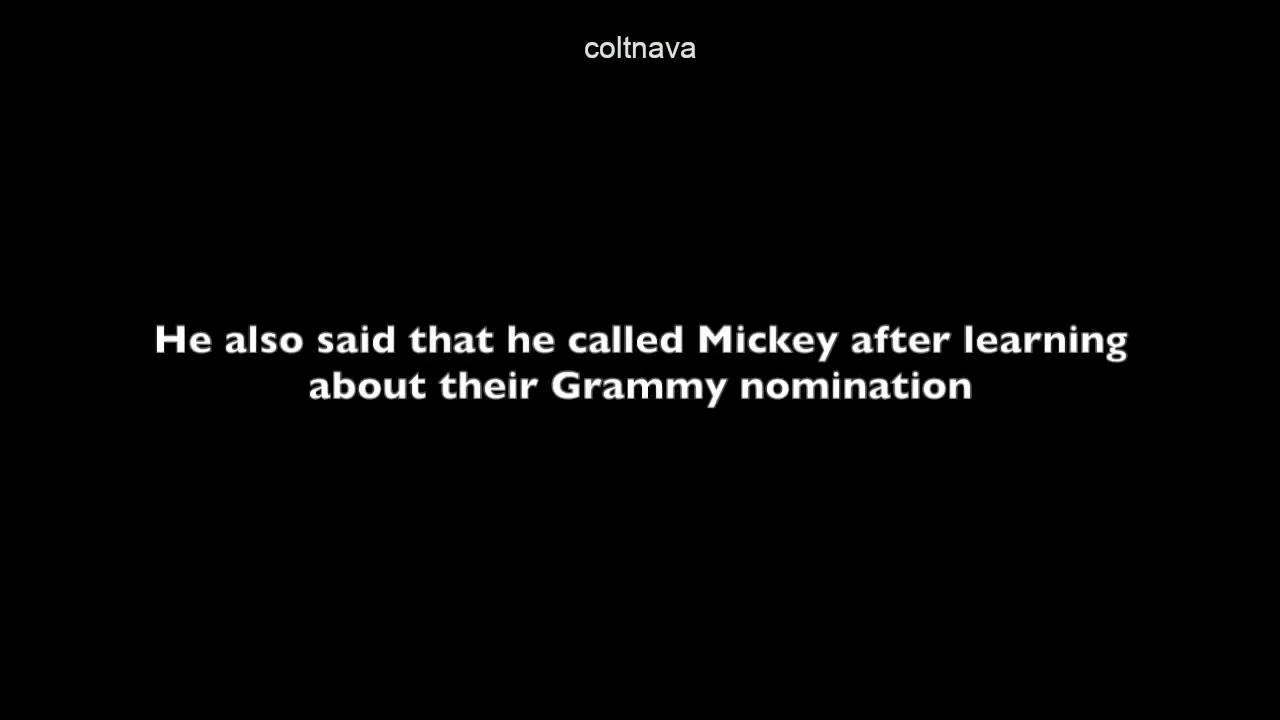 coltnava
He also said that he called Mickey after learning
about their Grammy nomination